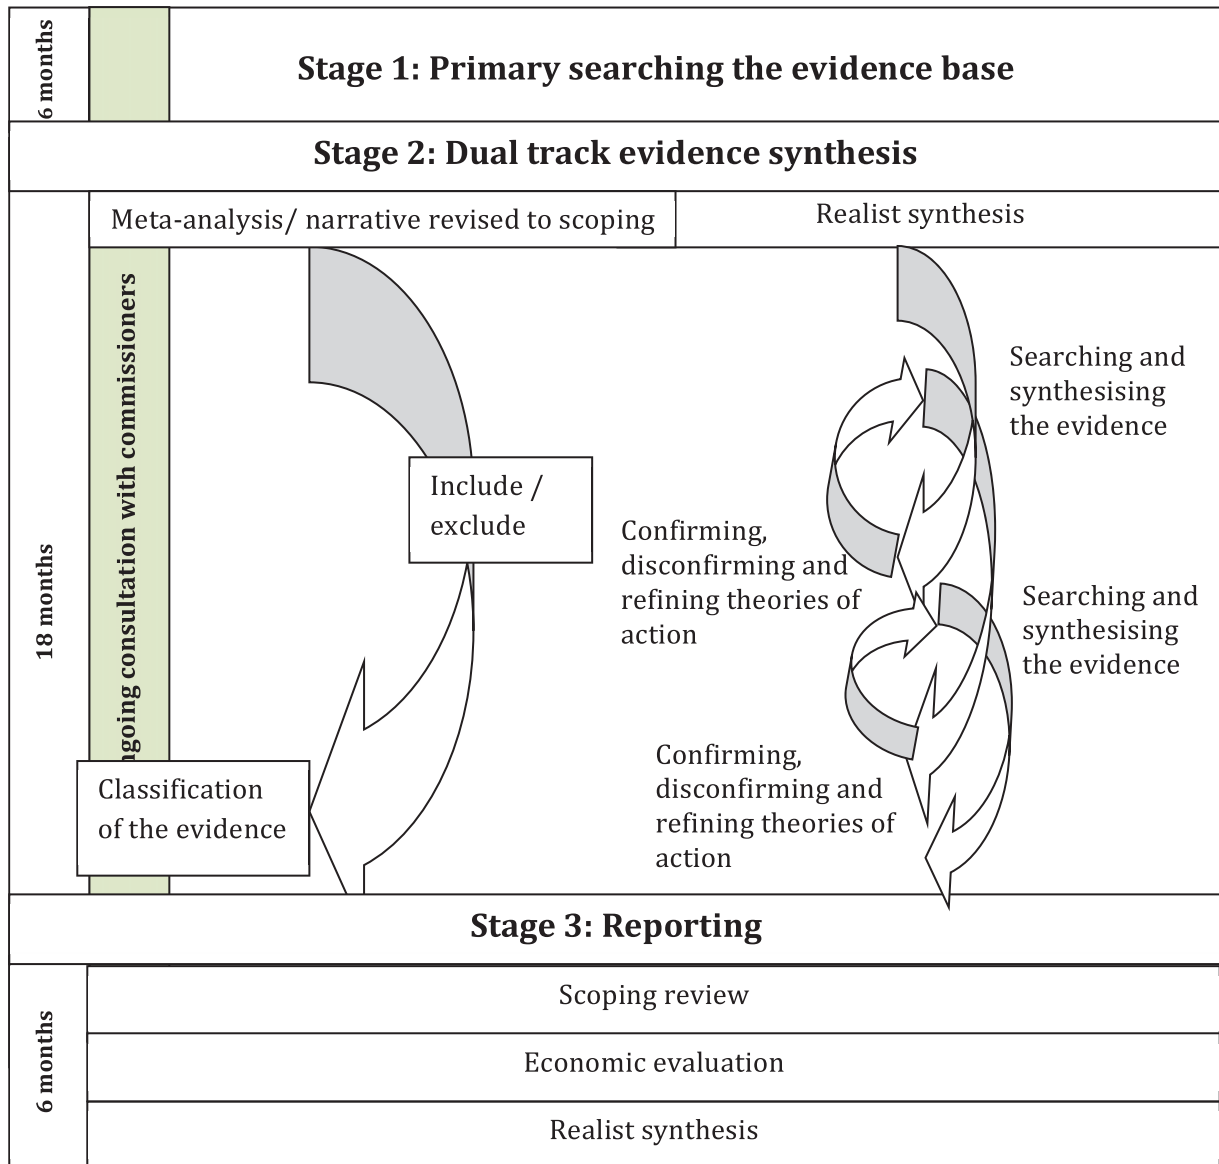 6 months
Stage 1: Primary searching the evidence base
Stage 2: Dual track evidence synthesis
Meta-analysis/ narrative revised to scoping
Realist synthesis
18 months
ngoing consultation with commissioners
Searching and
synthesising
the evidence
Include /
exclude
Confirming,
disconfirming and
refining theories of
action
Searching and
synthesising
the evidence
Confirming,
disconfirming and
refining theories of
action
Classification
of the evidence
Stage 3: Reporting
6 months
Scoping review
Economic evaluation
Realist synthesis